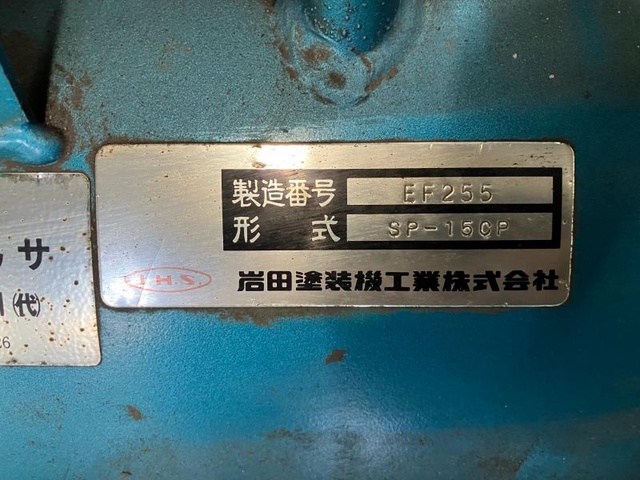 製造番号 EF255
形式 SP-15CP
岩田塗装機工業株式会社
サ
(代)
26